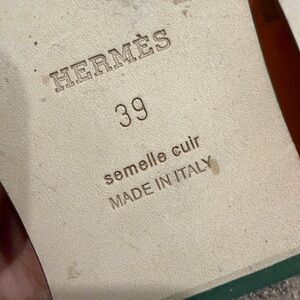 HERMÈS
39
semelle cuir
MADE IN ITALY